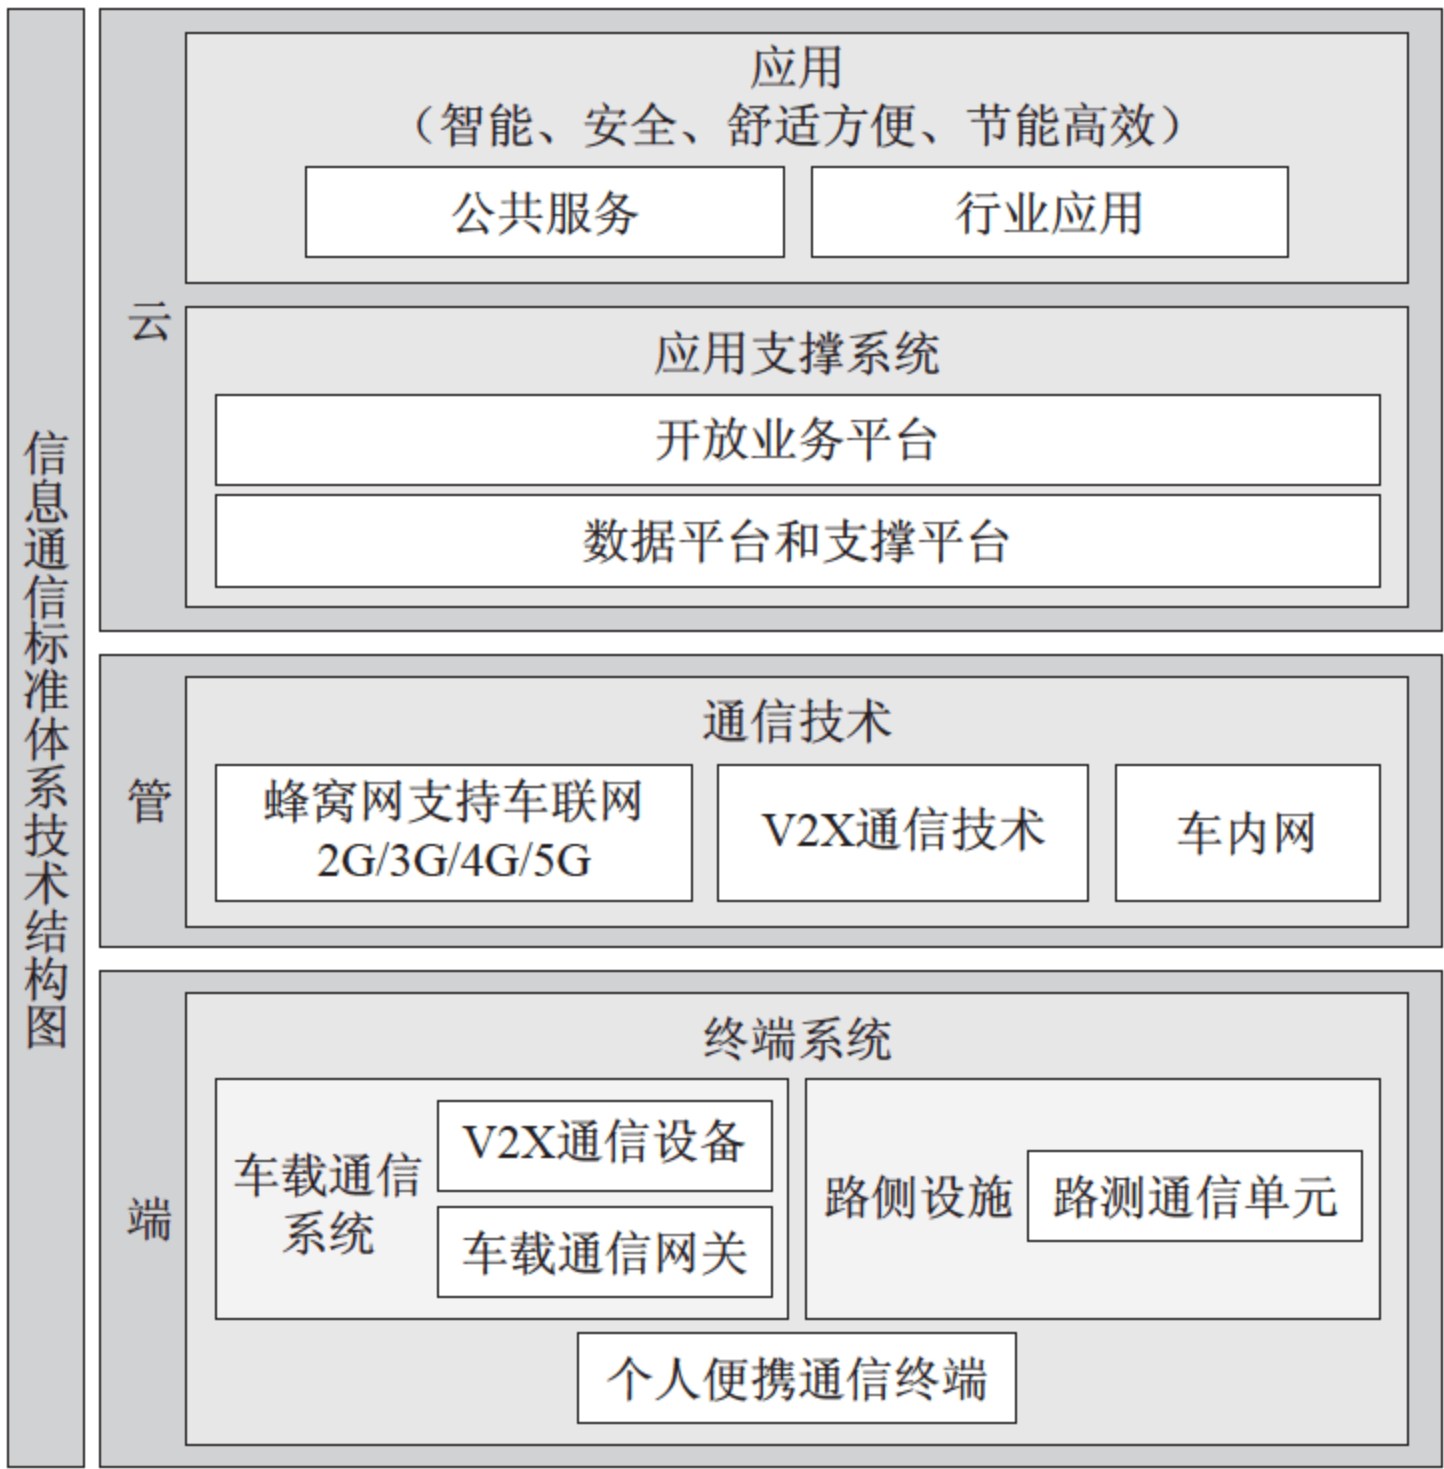 信息通信标准体系技术结构图
云
应用
（智能、安全、舒适方便、节能高效）
公共服务
行业应用
应用支撑系统
开放业务平台
数据平台和支撑平台
管
通信技术
蜂窝网支持车联网
2G/3G/4G/5G
V2X通信技术
车内网
端
终端系统
车载通信
系统
V2X通信设备
车载通信网关
路侧设施
路测通信单元
个人便携通信终端